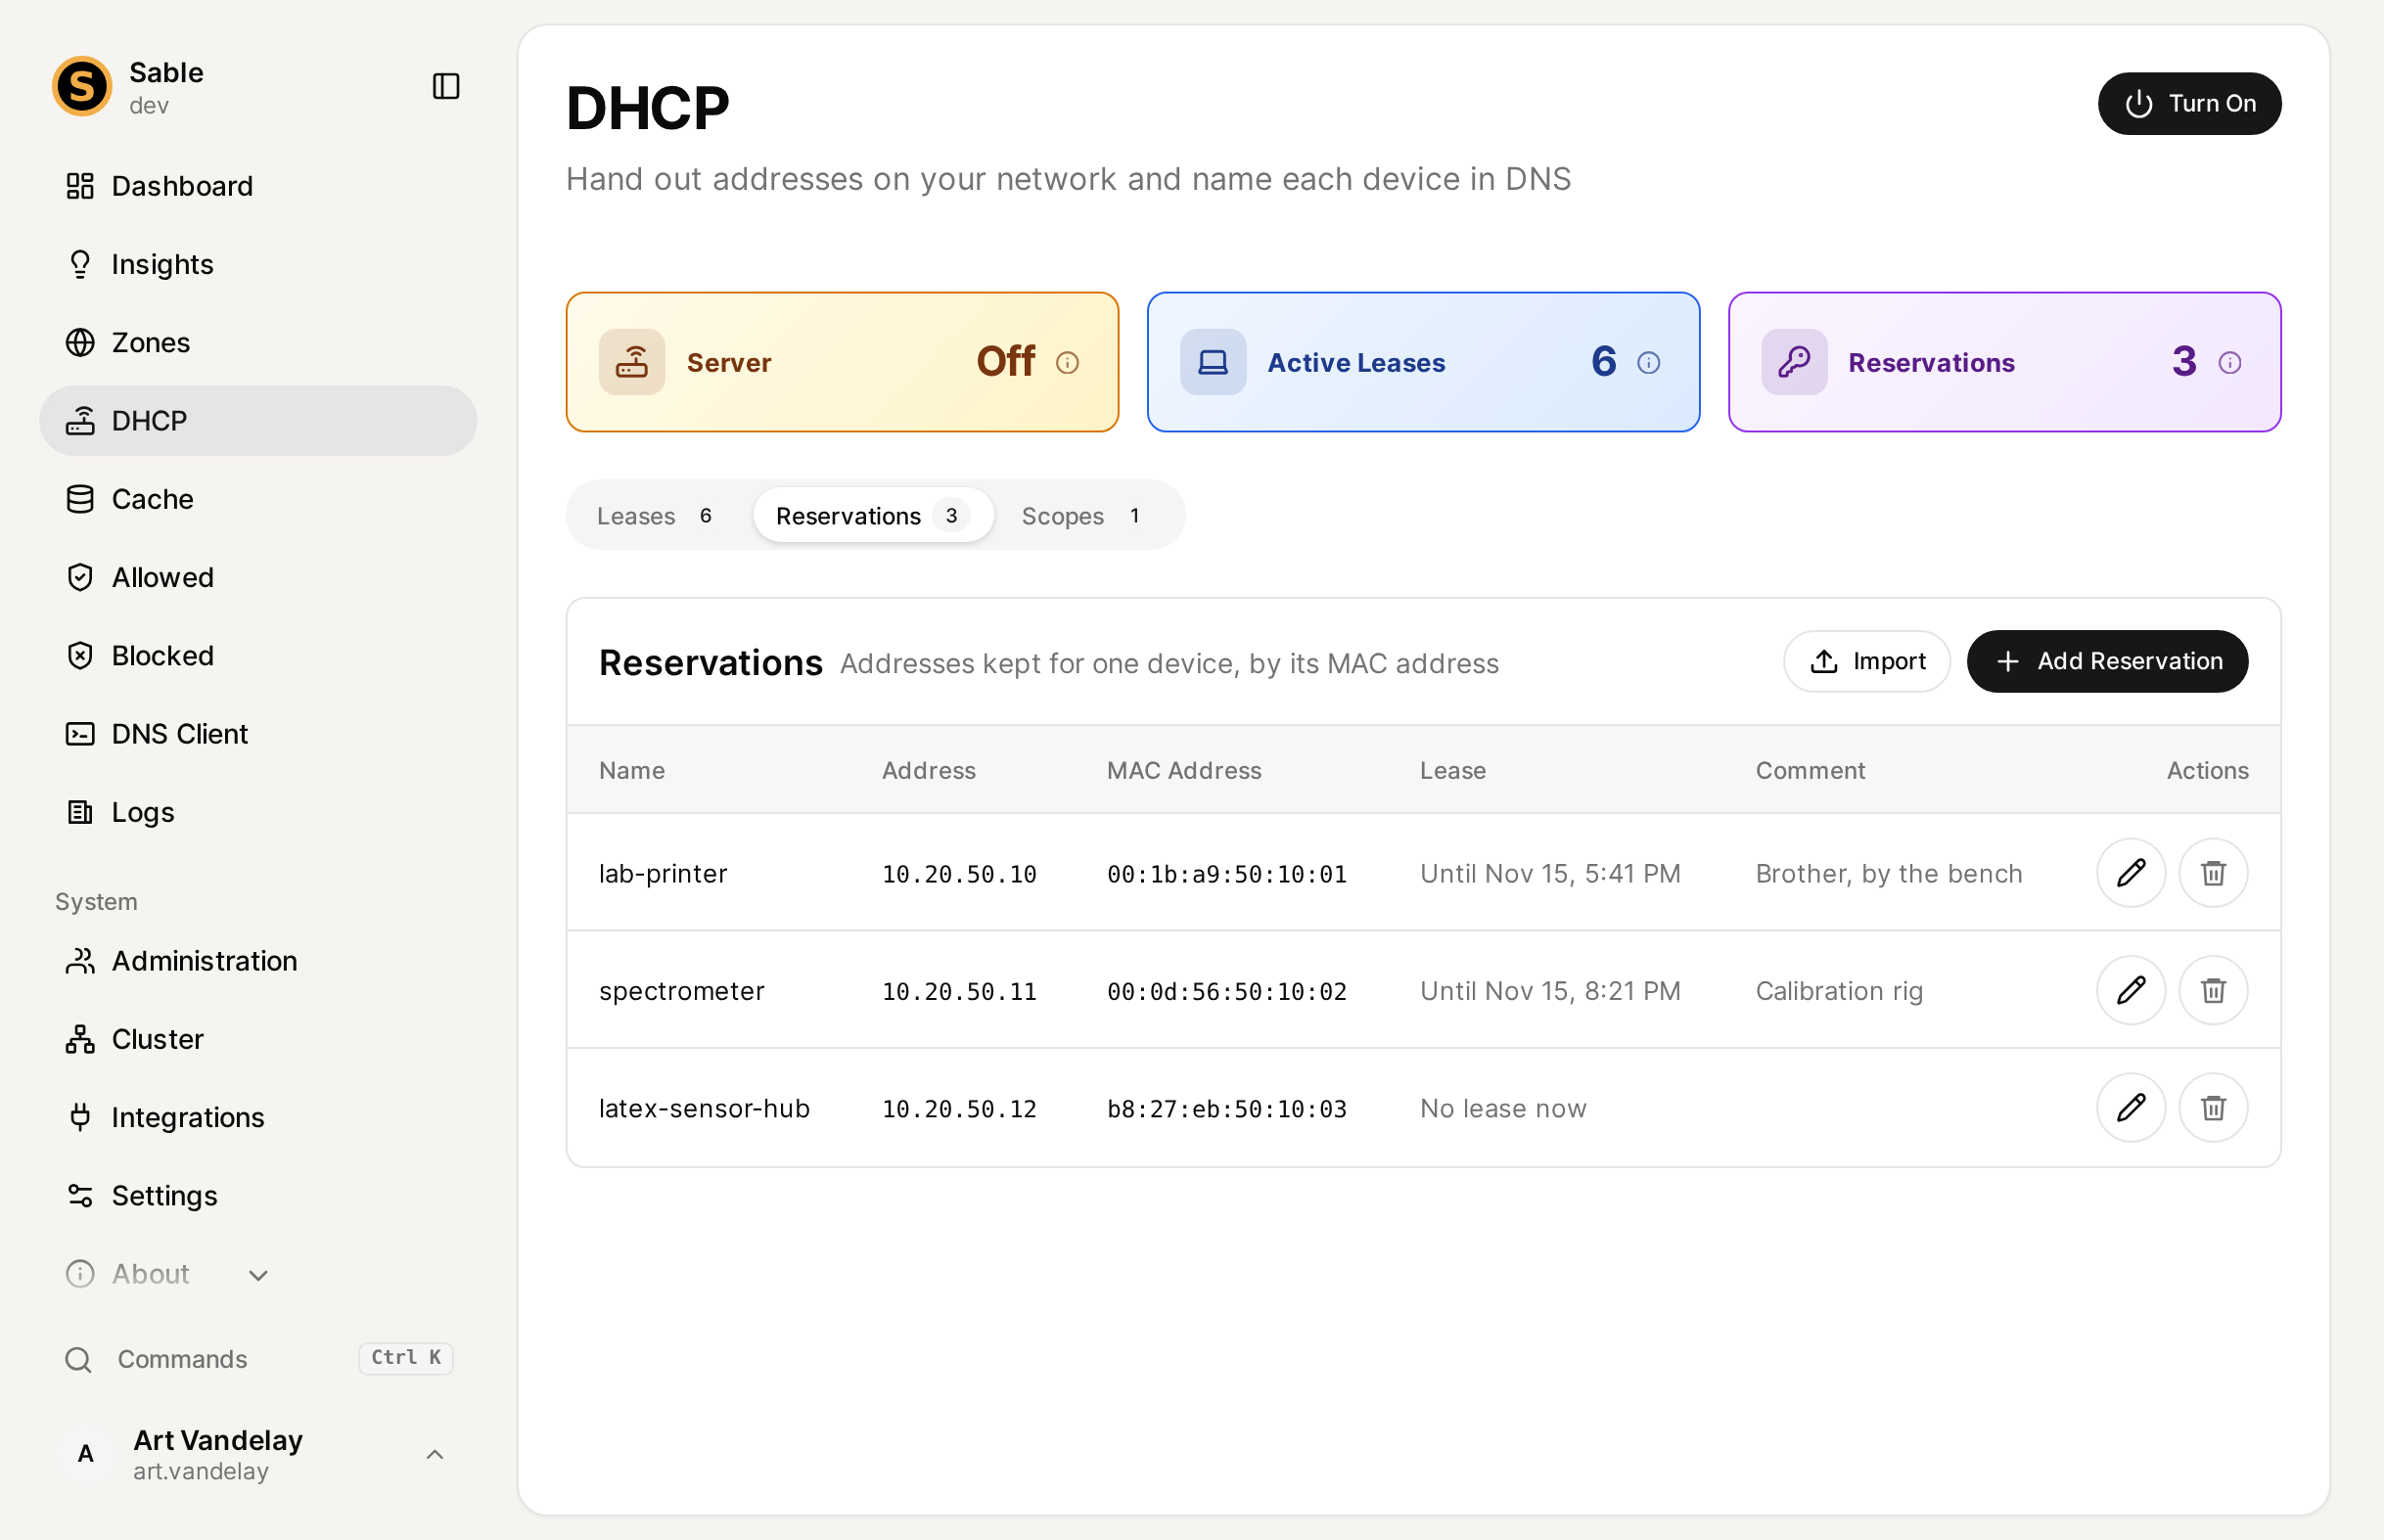 S
Sable
dev
Dashboard
Insights
Zones
DHCP
Cache
Allowed
Blocked
DNS Client
Logs
System
Administration
Cluster
Integrations
Settings
About
Commands Ctrl K
A
Art Vandelay
art.vandelay
DHCP
Turn On
Hand out addresses on your network and name each device in DNS
Server Off
Active Leases 6
Reservations 3
Leases 6 Reservations 3 Scopes 1
Reservations Addresses kept for one device, by its MAC address Import Add Reservation
Name Address MAC Address Lease Comment Actions
lab-printer 10.20.50.10 00:1b:a9:50:10:01 Until Nov 15, 5:41 PM Brother, by the bench
spectrometer 10.20.50.11 00:0d:56:50:10:02 Until Nov 15, 8:21 PM Calibration rig
latex-sensor-hub 10.20.50.12 b8:27:eb:50:10:03 No lease now